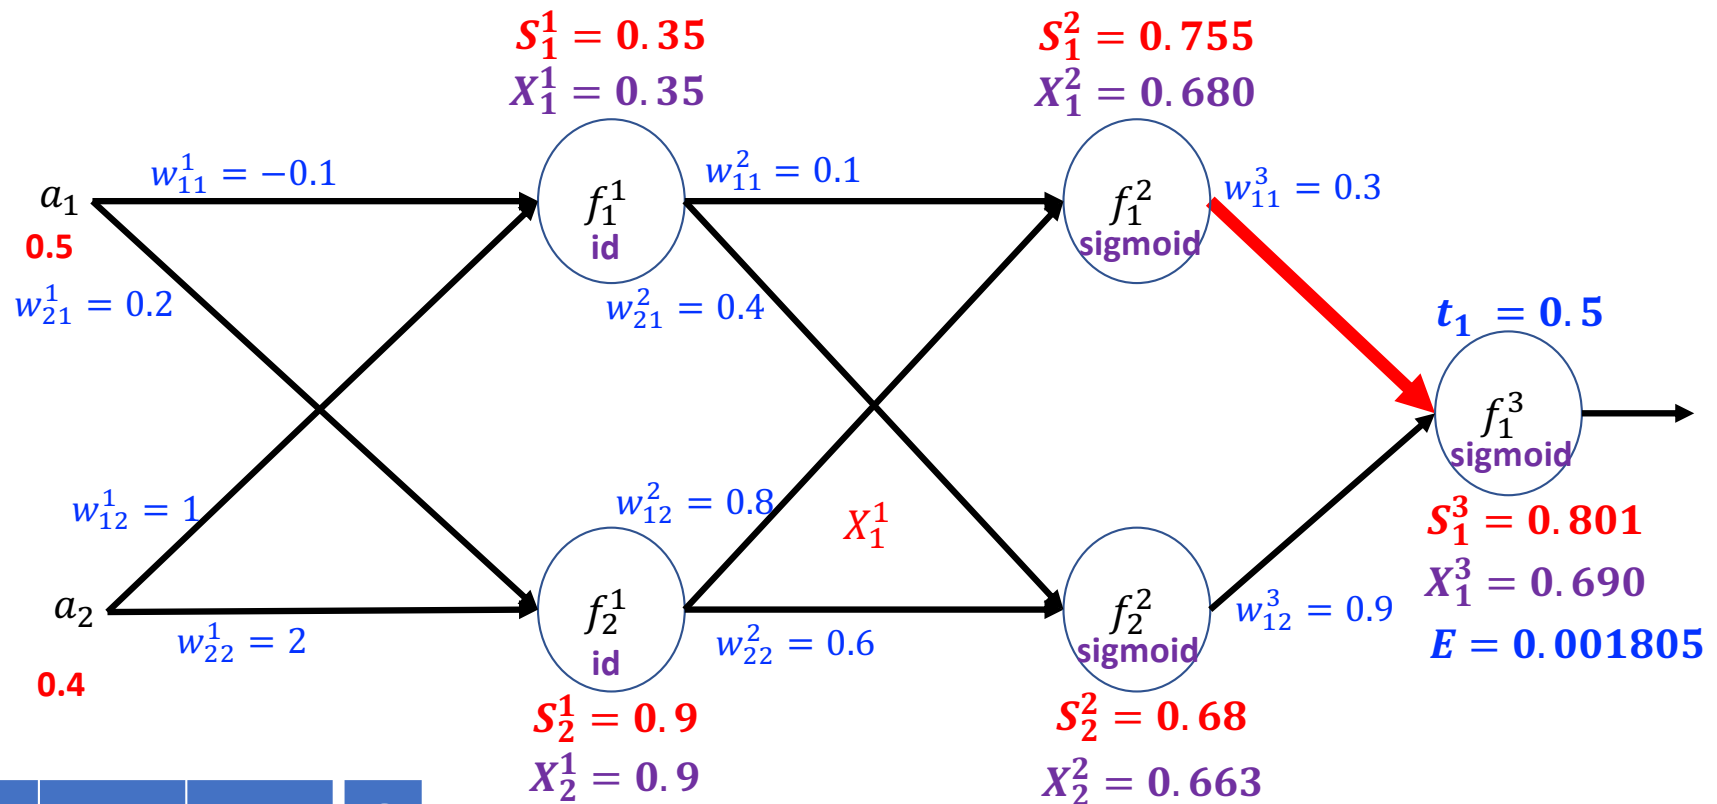 S₁¹ = 0.35
X₁¹ = 0.35
S₁² = 0.755
X₁² = 0.680
w₁₁¹ = −0.1
w₁₁² = 0.1
w₁₁³ = 0.3
a₁
0.5
f₁¹
id
f₁²
sigmoid
w₂₁¹ = 0.2
w₂₁² = 0.4
t₁ = 0.5
f₁³
sigmoid
w₁₂¹ = 1
w₁₂² = 0.8
X₁¹
S₁³ = 0.801
X₁³ = 0.690
E = 0.001805
a₂
0.4
w₂₂¹ = 2
f₂¹
id
w₂₂² = 0.6
f₂²
sigmoid
w₁₂³ = 0.9
S₂¹ = 0.9
X₂¹ = 0.9
S₂² = 0.68
X₂² = 0.663